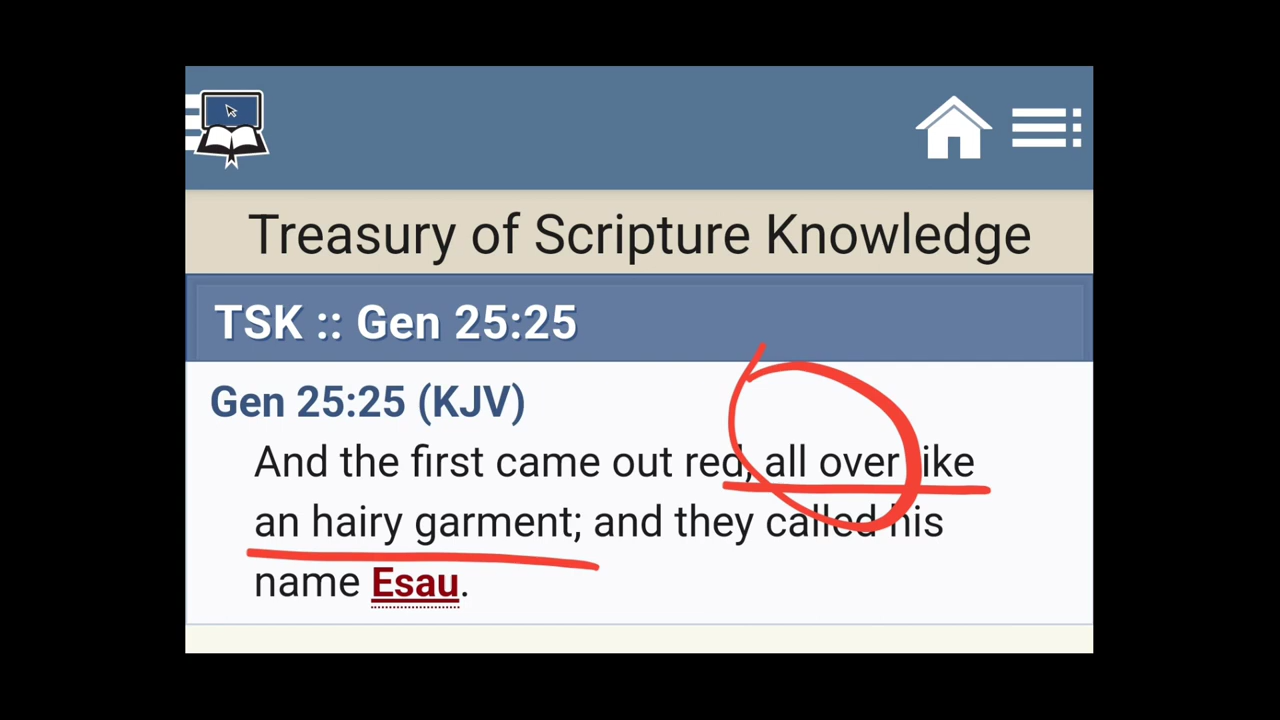 Treasury of Scripture Knowledge
TSK :: Gen 25:25
Gen 25:25 (KJV)
And the first came out red, all over like
an hairy garment; and they called his
name Esau.